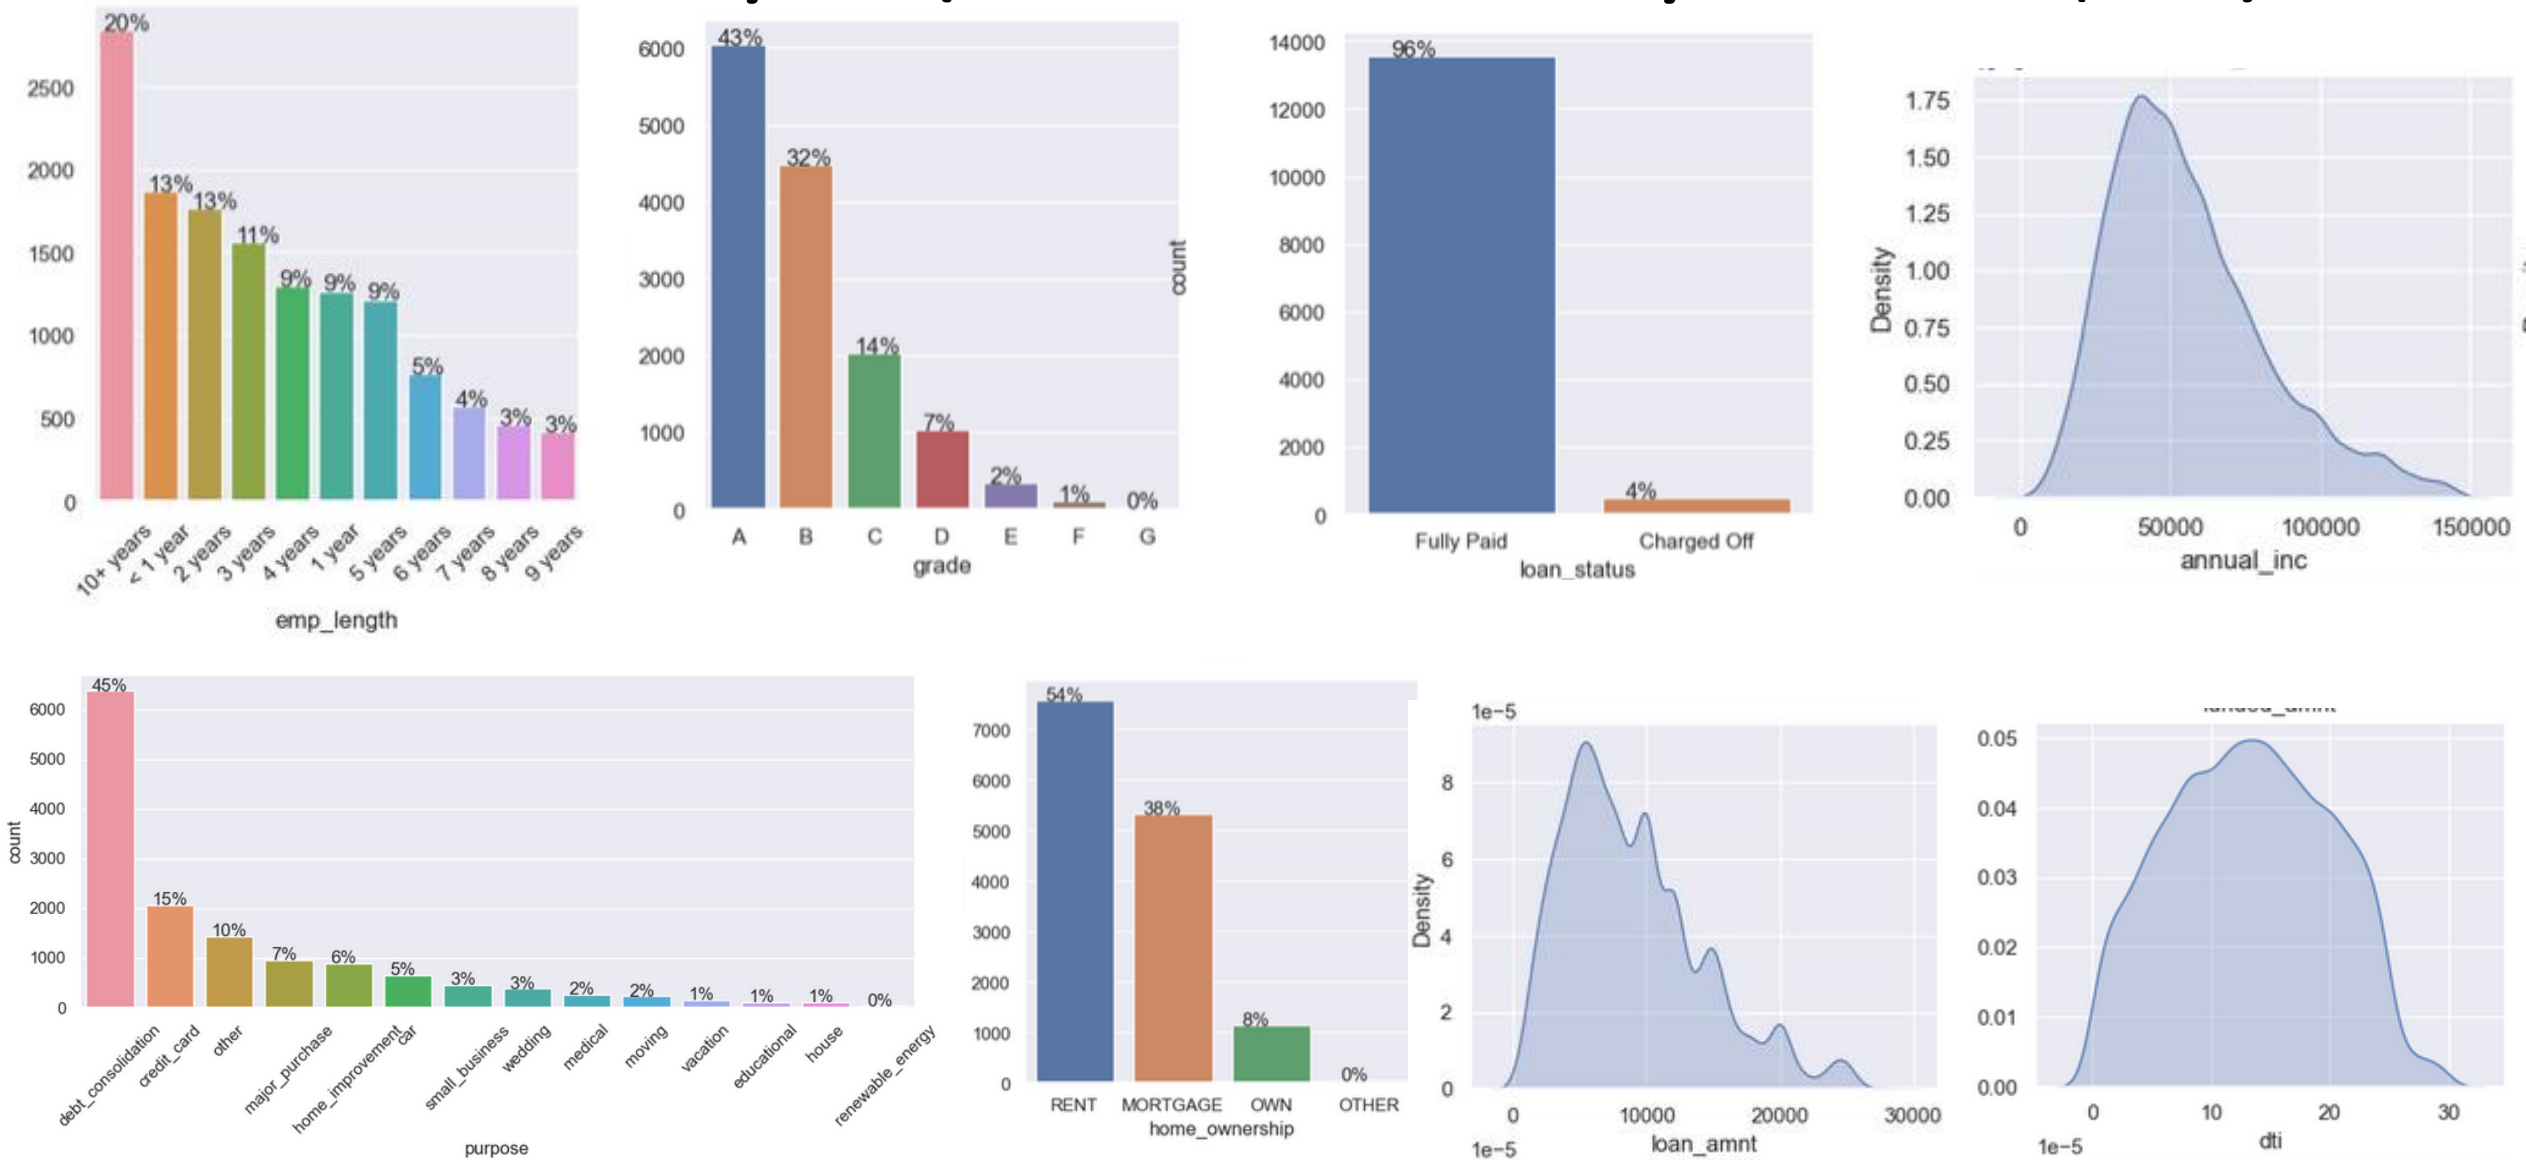 20%
13%
13%
11%
9%
9%
9%
5%
4%
3%
3%
2500
2000
1500
1000
500
0
10+ years
< 1 year
2 years
3 years
4 years
1 year
5 years
6 years
7 years
8 years
9 years
emp_length
43%
32%
14%
7%
2%
1%
0%
6000
5000
4000
3000
2000
1000
0
A B C D E F G
grade
count
96%
4%
14000
12000
10000
8000
6000
4000
2000
0
Fully Paid Charged Off
loan_status
Density
1.75
1.50
1.25
1.00
0.75
0.50
0.25
0.00
0 50000 100000 150000
annual_inc
count
45%
15%
10%
7%
6%
5%
3%
3%
2%
2%
1%
1%
1%
0%
6000
5000
4000
3000
2000
1000
0
debt_consolidation
credit_card
other
major_purchase
home_improvement
car
small_business
wedding
medical
moving
vacation
educational
house
renewable_energy
purpose
54%
38%
8%
0%
7000
6000
5000
4000
3000
2000
1000
0
RENT MORTGAGE OWN OTHER
home_ownership
1e−5
Density
8
6
4
2
0
0 10000 20000 30000
loan_amnt
1e−5
0.05
0.04
0.03
0.02
0.01
0.00
0 10 20 30
dti
1e−5